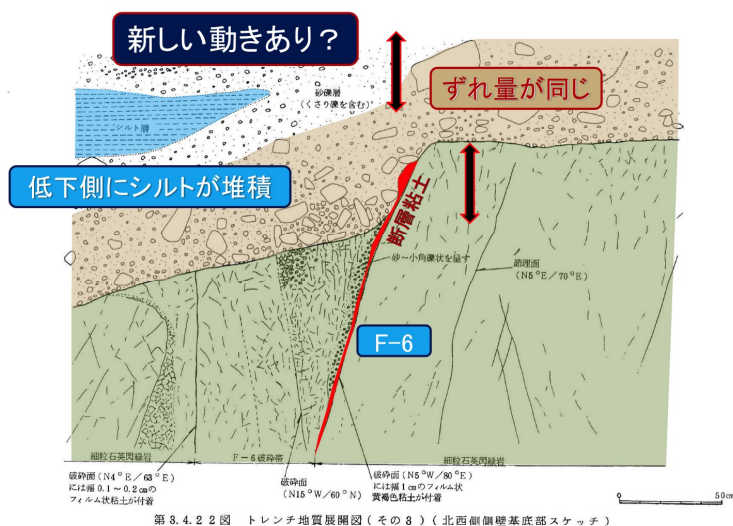 新しい動きあり？
ずれ量が同じ
砂礫層
(くさり礫を含む)
シルト層
低下側にシルトが堆積
断層粘土
砂～小角礫状を呈す
節理面
(N5°E/70°E)
F-6
細粒石英閃緑岩
F-6破砕帯
細粒石英閃緑岩
破砕面(N4°E/63°E)
には幅0.1～0.2cmの
フィルム状粘土が付着
破砕面
(N15°W/60°N)
破砕面(N5°W/80°E)
には幅1cmのフィルム状
黄褐色粘土が付着
0
50cm
第3.4.22図 トレンチ地質展開図(その3)(北西側側壁基底部スケッチ)